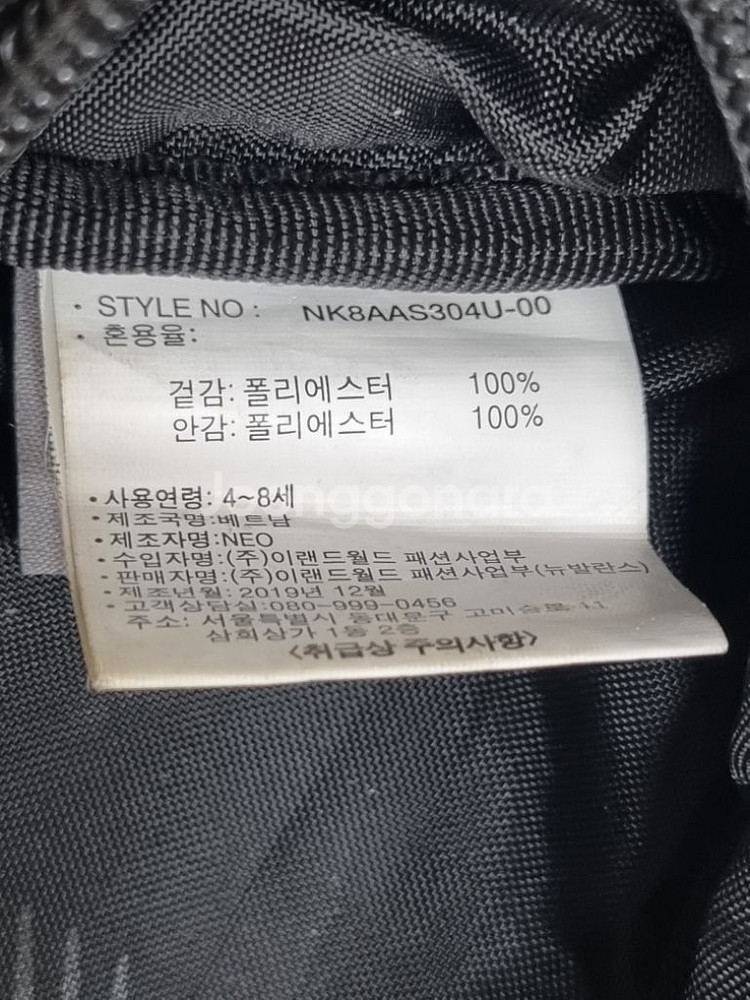 · STYLE NO : NK8AAS304U-00
· 혼용율:
겉감: 폴리에스터 100%
안감: 폴리에스터 100%
· 사용연령: 4~8세
· 제조국명:베트남
· 제조자명:NEO
· 수입자명:(주)이랜드월드 패션사업부
· 판매자명:(주)이랜드월드 패션사업부(뉴발란스)
· 제조년월: 2019년 12월
· 고객상담실:080-999-0456
주소: 서울특별시 동대문구 고미술로 11
삼희상가 1동 2층
<취급상 주의사항>
Joonggonara